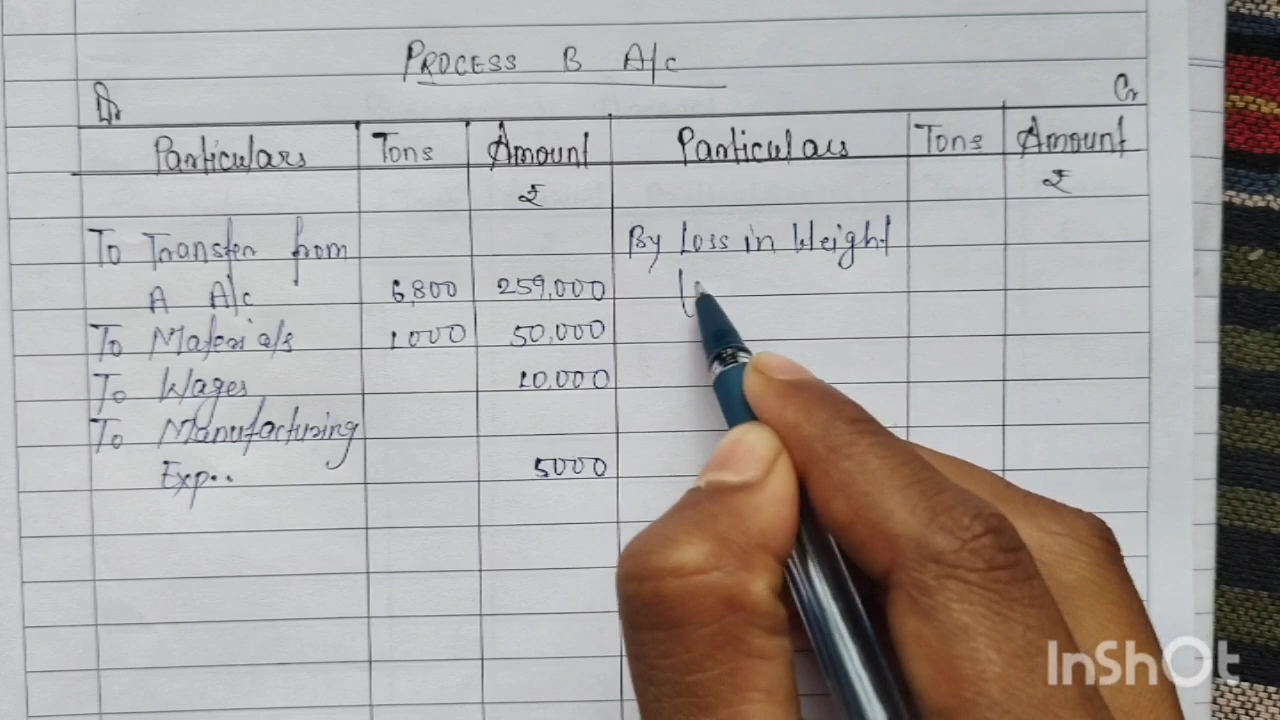 PROCESS B A/c
Dr Cr
Particulars Tons Amount Particulars Tons Amount
₹ ₹
To Transfer from By Loss in Weight
A A/c 6,800 259,000 (
To Materials 1000 50,000
To Wages 10,000
To Manufacturing
Exp.. 5000
InShOt